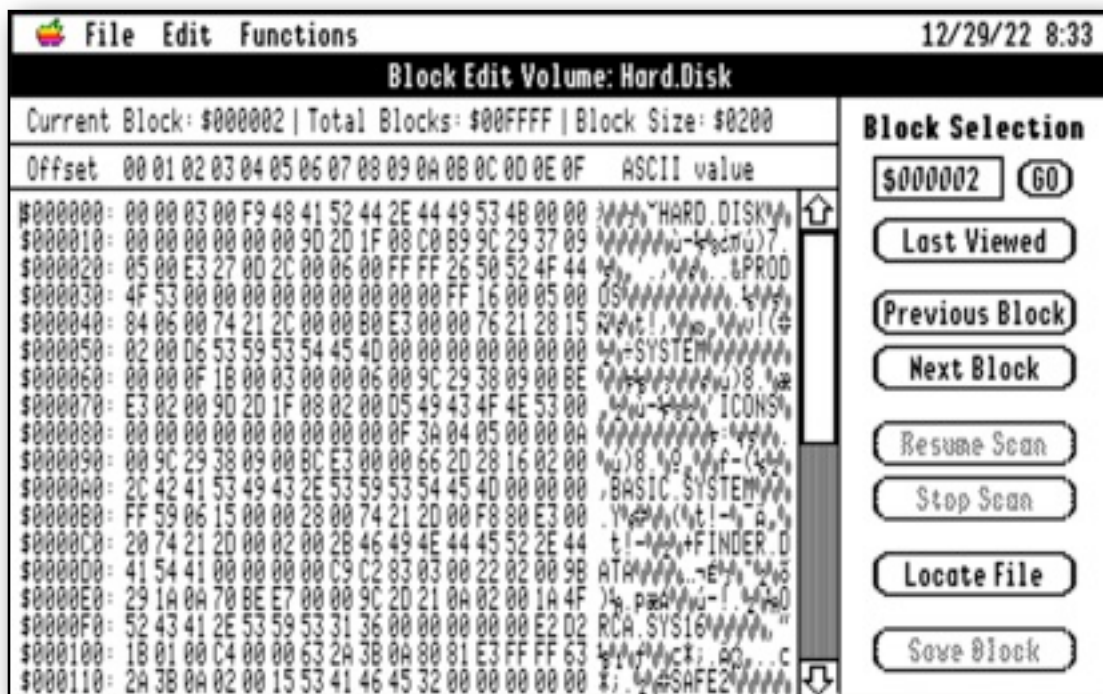 File Edit Functions 12/29/22 8:33
Block Edit Volume: Hard.Disk
Current Block: $000002 | Total Blocks: $00FFFF | Block Size: $0200
Offset 00 01 02 03 04 05 06 07 08 09 0A 0B 0C 0D 0E 0F ASCII value
$000000: 00 00 03 00 F9 48 41 52 44 2E 44 49 53 4B 00 00 HARD.DISK
$000010: 00 00 00 00 00 00 9D 2D 1F 08 C0 B9 9C 29 37 09
$000020: 05 00 E3 27 0D 2C 00 06 00 FF FF 26 50 52 4F 44 &PROD
$000030: 4F 53 00 00 00 00 00 00 00 00 00 FF 16 00 05 00 OS
$000040: 84 06 00 74 21 2C 00 00 B0 E3 00 00 76 21 28 15
$000050: 02 00 D6 53 59 53 54 45 4D 00 00 00 00 00 00 00 SYSTEM
$000060: 00 00 0F 1B 00 03 00 00 06 00 9C 29 38 09 00 BE
$000070: E3 02 00 9D 2D 1F 08 02 00 D5 49 43 4F 4E 53 00 ICONS
$000080: 00 00 00 00 00 00 00 00 00 0F 3A 04 05 00 00 0A
$000090: 00 9C 29 38 09 00 BC E3 00 00 66 2D 28 16 02 00
$0000A0: 2C 42 41 53 49 43 2E 53 59 53 54 45 4D 00 00 00 ,BASIC.SYSTEM
$0000B0: FF 59 06 15 00 00 28 00 74 21 2D 00 F8 80 E3 00
$0000C0: 20 74 21 2D 00 02 00 2B 46 49 4E 44 45 52 2E 44 +FINDER.D
$0000D0: 41 54 41 00 00 00 00 00 C9 C2 83 03 00 22 02 00 9B ATA
$0000E0: 29 1A 0A 70 BE E7 00 00 9C 2D 21 0A 02 00 1A 4F
$0000F0: 52 43 41 2E 53 59 53 31 36 00 00 00 00 00 E2 D2 RCA.SYS16
$000100: 1B 01 00 C4 00 00 63 2A 3B 0A 80 81 E3 FF FF 63
$000110: 2A 3B 0A 02 00 15 53 41 46 45 32 00 00 00 00 00 SAFE2
Block Selection
$000002 GO
Last Viewed
Previous Block
Next Block
Resume Scan
Stop Scan
Locate File
Save Block